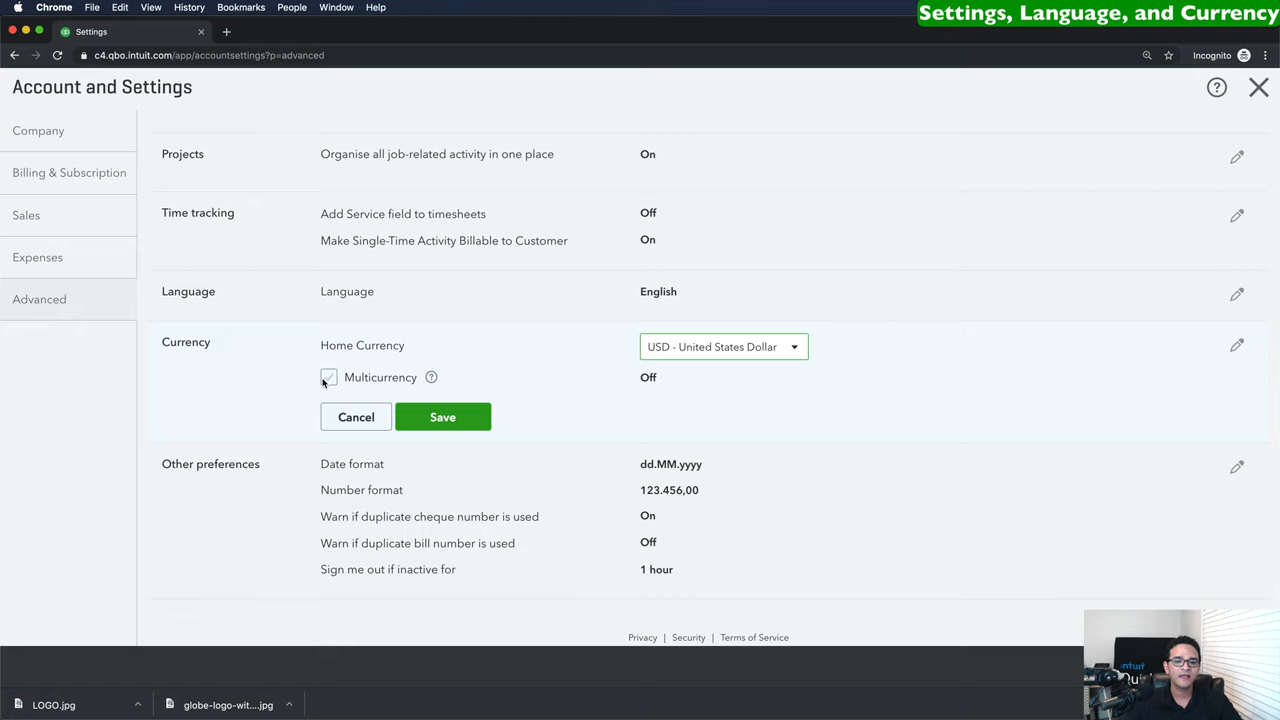 Chrome File Edit View History Bookmarks People Window Help
Settings, Language, and Currency
Settings
c4.qbo.intuit.com/app/accountsettings?p=advanced
Incognito
Account and Settings
Company
Billing & Subscription
Sales
Expenses
Advanced
Projects Organise all job-related activity in one place On
Time tracking Add Service field to timesheets Off
Make Single-Time Activity Billable to Customer On
Language Language English
Currency Home Currency USD - United States Dollar
Multicurrency ? Off
Cancel Save
Other preferences Date format dd.MM.yyyy
Number format 123.456,00
Warn if duplicate cheque number is used On
Warn if duplicate bill number is used Off
Sign me out if inactive for 1 hour
Privacy | Security | Terms of Service
LOGO.jpg
globe-logo-wit....jpg
intuit